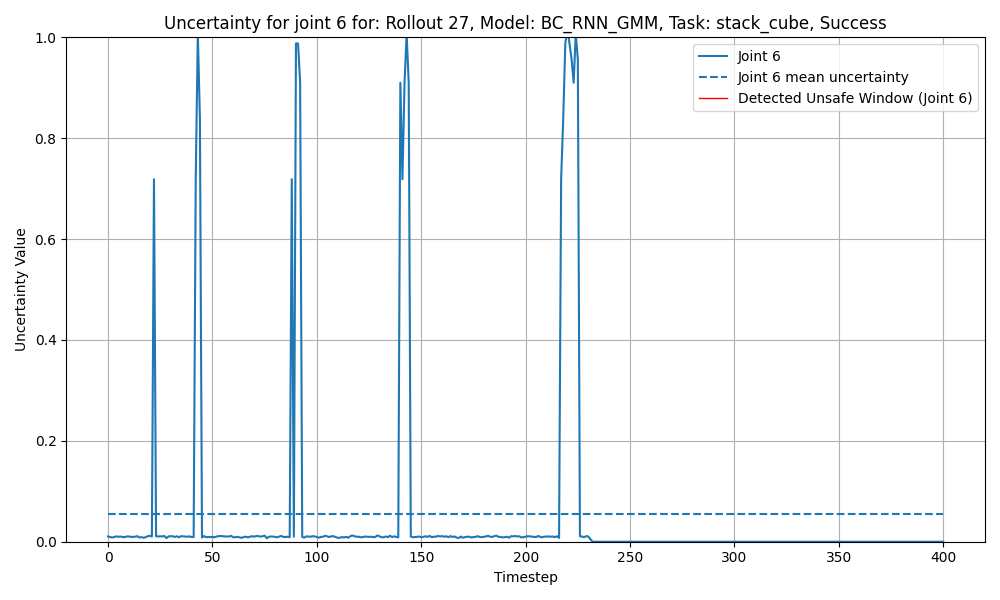 Uncertainty for joint 6 for: Rollout 27, Model: BC_RNN_GMM, Task: stack_cube, Success
Joint 6
Joint 6 mean uncertainty
Detected Unsafe Window (Joint 6)
Uncertainty Value
1.0
0.8
0.6
0.4
0.2
0.0
0 50 100 150 200 250 300 350 400
Timestep